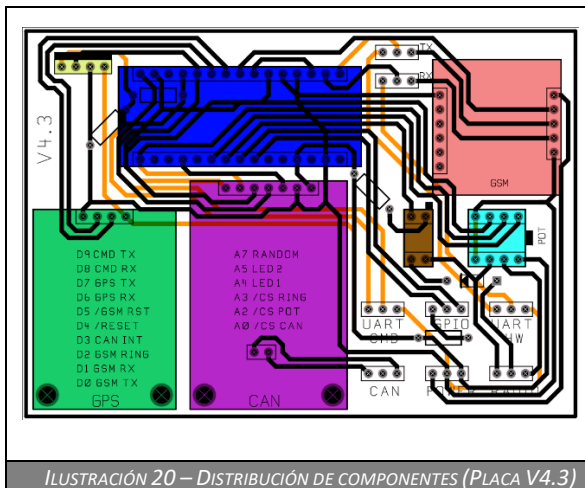 TX
RX
V4.3
GSM
POT
D9 CMD TX
D8 CMD RX
D7 GPS TX
D6 GPS RX
D5 /GSM RST
D4 /RESET
D3 CAN INT
D2 GSM RING
D1 GSM RX
D0 GSM TX
GPS
A7 RANDOM
A5 LED2
A4 LED1
A3 /CS RING
A2 /CS POT
A0 /CS CAN
CAN
UART
CMD
GPIO
UART
HW
CAN
POWER
ILUSTRACIÓN 20 – DISTRIBUCIÓN DE COMPONENTES (PLACA V4.3)